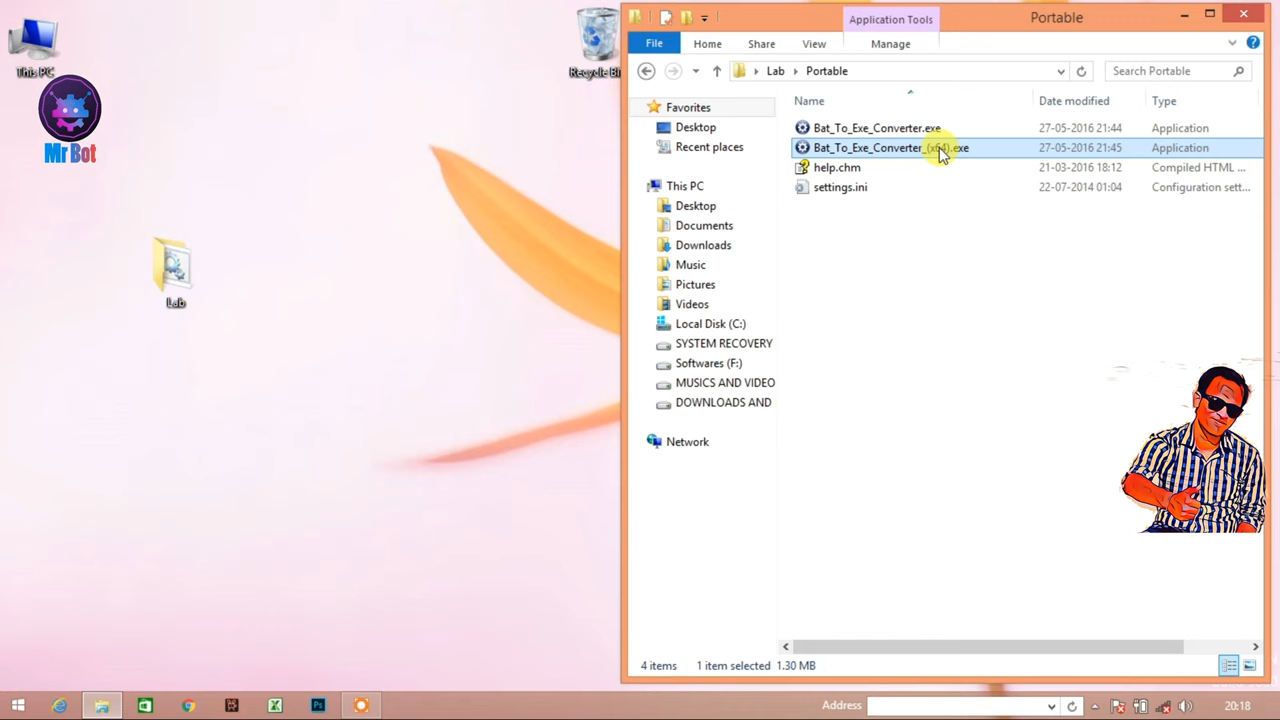 This PC
Mr Bot
Recycle Bin
Lab
Application Tools
Portable
File
Home
Share
View
Manage
Lab
Portable
Search Portable
Name
Date modified
Type
Bat_To_Exe_Converter.exe
27-05-2016 21:44
Application
Bat_To_Exe_Converter_(x64).exe
27-05-2016 21:45
Application
help.chm
21-03-2016 18:12
Compiled HTML ...
settings.ini
22-07-2014 01:04
Configuration sett...
Favorites
Desktop
Recent places
This PC
Desktop
Documents
Downloads
Music
Pictures
Videos
Local Disk (C:)
SYSTEM RECOVERY
Softwares (F:)
MUSICS AND VIDEO
DOWNLOADS AND
Network
4 items
1 item selected 1.30 MB
Address
20:18